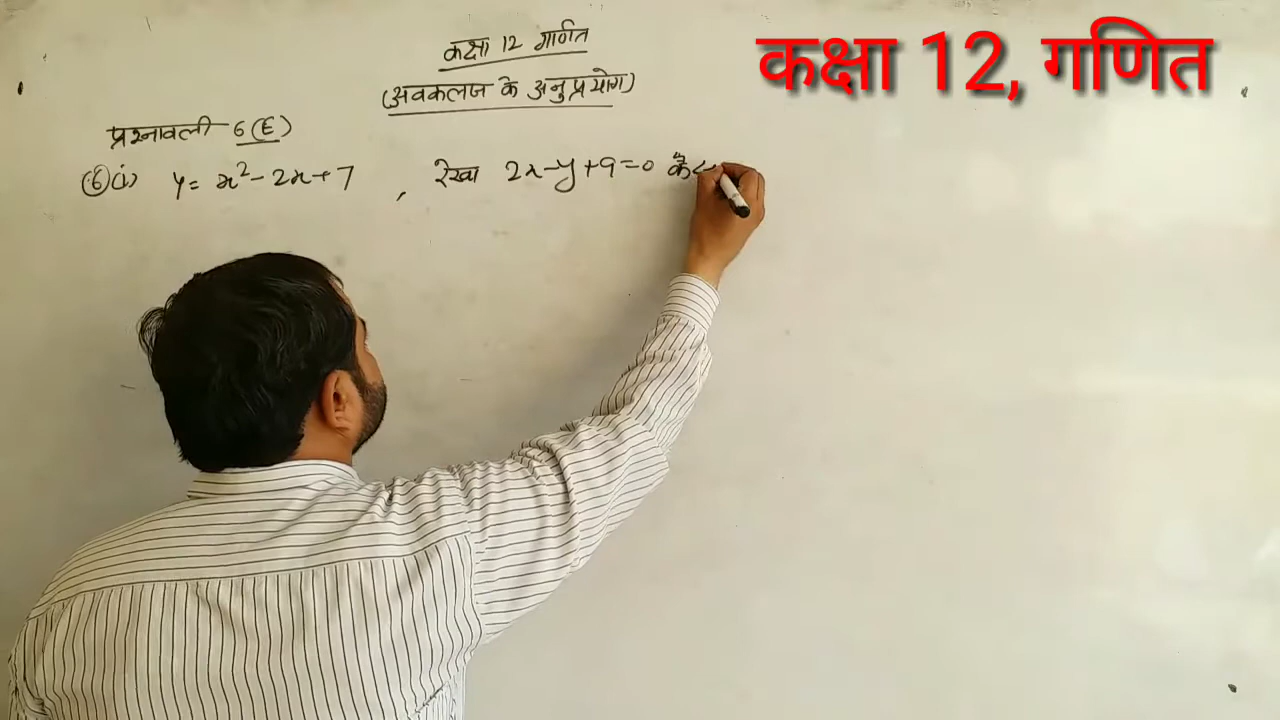 कक्षा 12, गणित
कक्षा 12 गणित
(अवकलज के अनुप्रयोग)
प्रश्नावली 6(E)
⑥(i) y = x² - 2x + 7 , रेखा 2x - y + 9 = 0 के